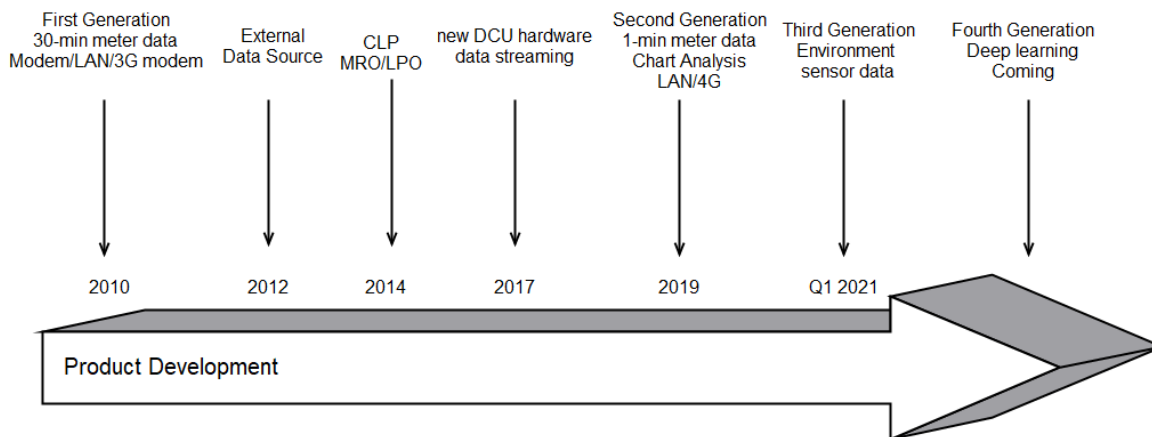 First Generation
30-min meter data
Modem/LAN/3G modem
External
Data Source
CLP
MRO/LPO
new DCU hardware
data streaming
Second Generation
1-min meter data
Chart Analysis
LAN/4G
Third Generation
Environment
sensor data
Fourth Generation
Deep learning
Coming
2010
2012
2014
2017
2019
Q1 2021
Product Development